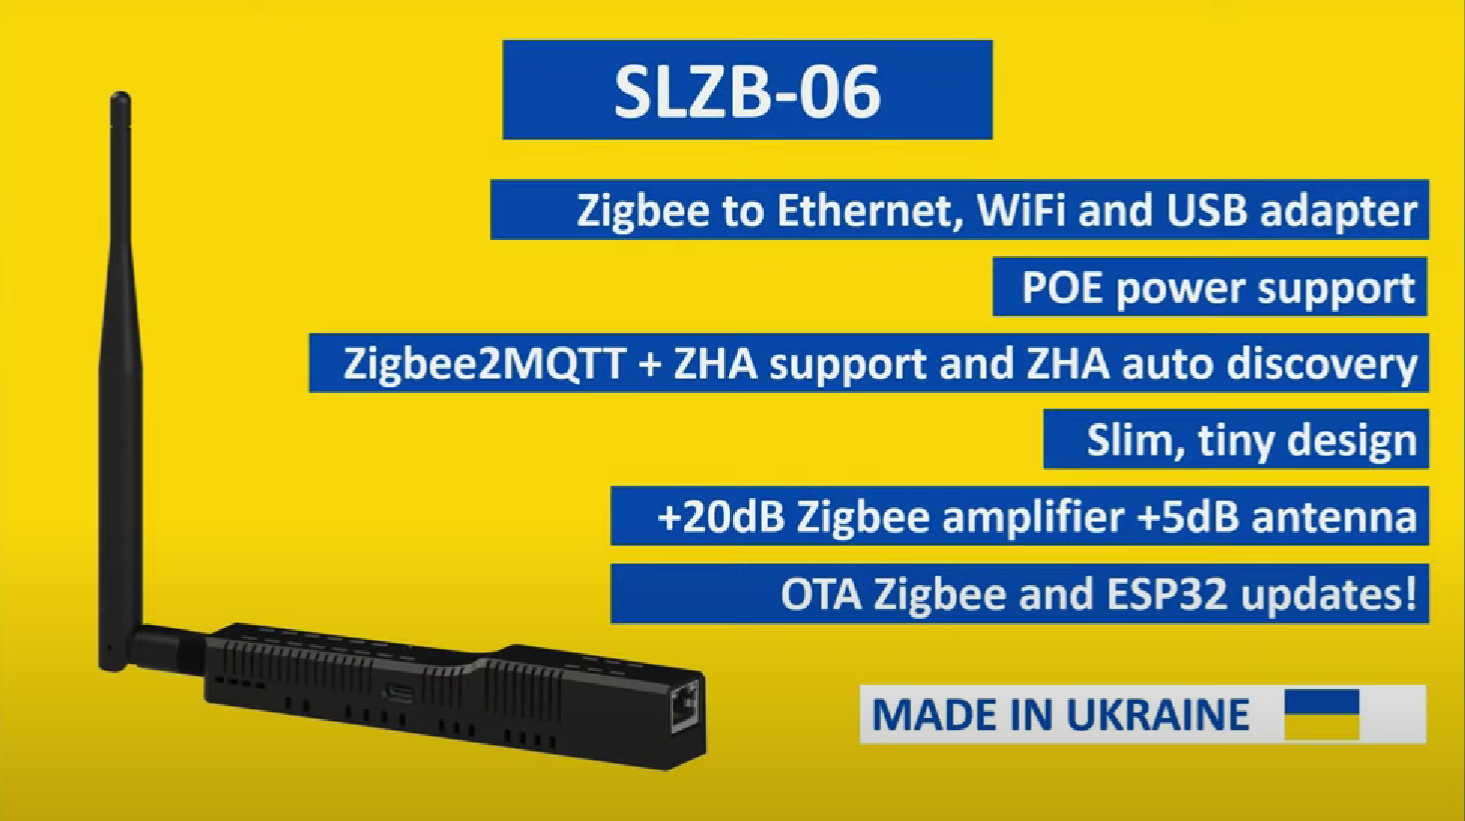 SLZB-06
Zigbee to Ethernet, WiFi and USB adapter
POE power support
Zigbee2MQTT + ZHA support and ZHA auto discovery
Slim, tiny design
+20dB Zigbee amplifier +5dB antenna
OTA Zigbee and ESP32 updates!
MADE IN UKRAINE